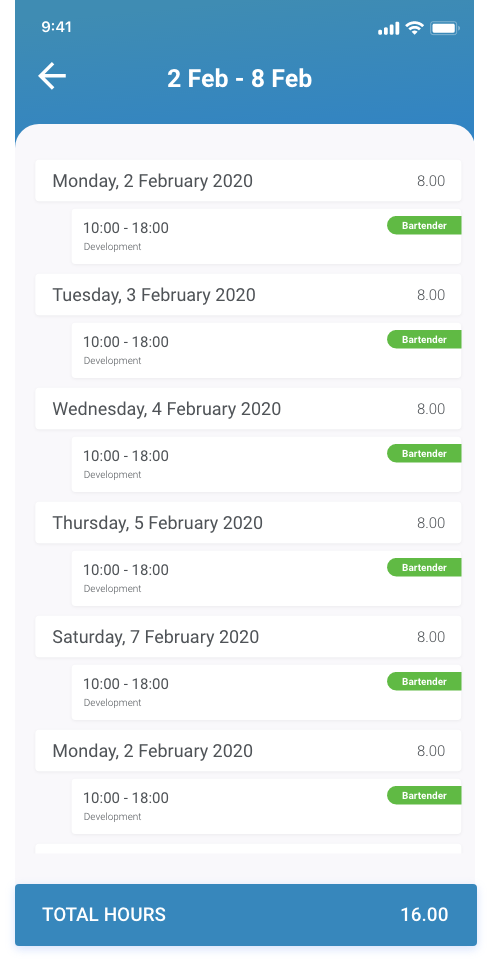 9:41
2 Feb - 8 Feb
Monday, 2 February 2020 8.00
10:00 - 18:00 Bartender
Development
Tuesday, 3 February 2020 8.00
10:00 - 18:00 Bartender
Development
Wednesday, 4 February 2020 8.00
10:00 - 18:00 Bartender
Development
Thursday, 5 February 2020 8.00
10:00 - 18:00 Bartender
Development
Saturday, 7 February 2020 8.00
10:00 - 18:00 Bartender
Development
Monday, 2 February 2020 8.00
10:00 - 18:00 Bartender
Development
TOTAL HOURS 16.00